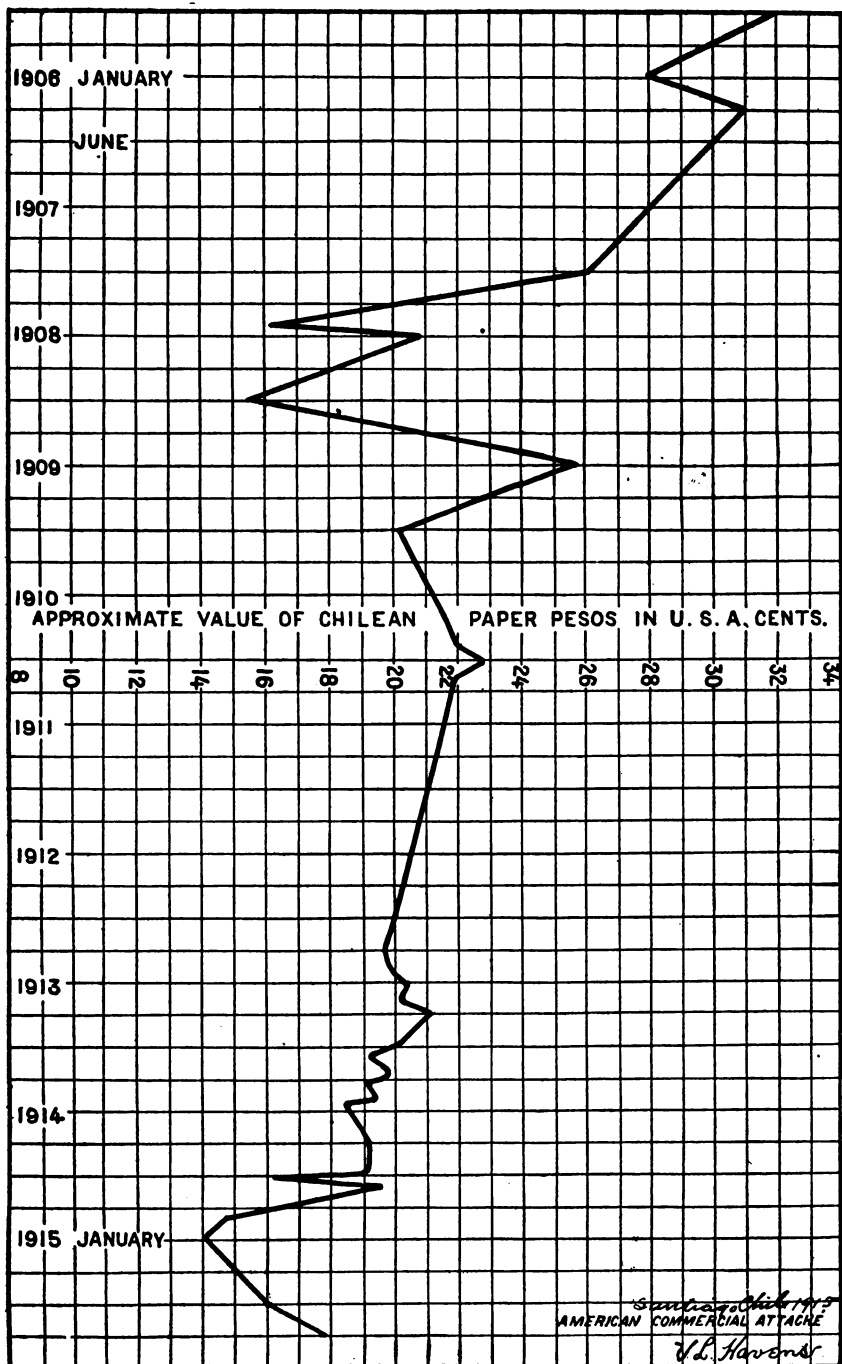 1906 JANUARY
JUNE
1907
1908
1909
1910
APPROXIMATE VALUE OF CHILEAN PAPER PESOS IN U. S. A. CENTS.
8 10 12 14 16 18 20 22 24 26 28 30 32 34
1911
1912
1913
1914
1915 JANUARY
Santiago, Chile 1915
AMERICAN COMMERCIAL ATTACHÉ
V. L. Havens